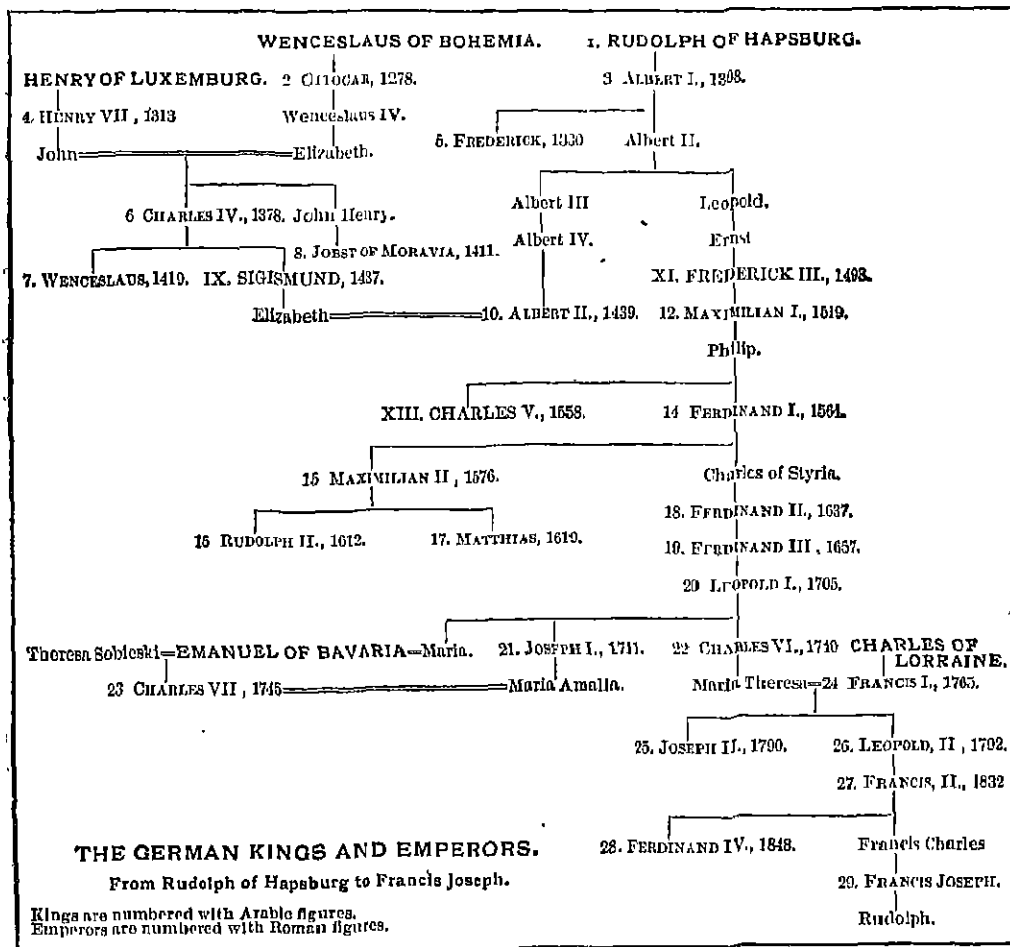 WENCESLAUS OF BOHEMIA. 1. RUDOLPH OF HAPSBURG.
HENRY OF LUXEMBURG. 2 OTTOCAR, 1278. 3 ALBERT I., 1308.
4. HENRY VII, 1313 Wenceslaus IV. 5. FREDERICK, 1330 Albert II.
John Elizabeth.
Albert III Leopold.
6 CHARLES IV., 1378. John Henry. Albert IV. Ernst
8. JOBST OF MORAVIA, 1411.
7. WENCESLAUS, 1419. IX. SIGISMUND, 1437. XI. FREDERICK III., 1493.
Elizabeth 10. ALBERT II., 1439. 12. MAXIMILIAN I., 1519.
Philip.
XIII. CHARLES V., 1558. 14 FERDINAND I., 1564.
15 MAXIMILIAN II, 1576. Charles of Styria.
18. FERDINAND II., 1637.
16 RUDOLPH II., 1612. 17. MATTHIAS, 1619. 19. FERDINAND III, 1657.
20 LEOPOLD I., 1705.
Theresa Sobieski=EMANUEL OF BAVARIA=Maria. 21. JOSEPH I., 1711. 22 CHARLES VI., 1740 CHARLES OF
LORRAINE.
23 CHARLES VII, 1745 Maria Amalia. Maria Theresa=24 FRANCIS I., 1765.
25. JOSEPH II., 1790. 26. LEOPOLD, II, 1792.
27. FRANCIS, II., 1832
28. FERDINAND IV., 1848. Francis Charles
THE GERMAN KINGS AND EMPERORS.
From Rudolph of Hapsburg to Francis Joseph. 29. FRANCIS JOSEPH.
Kings are numbered with Arabic figures. Rudolph.
Emperors are numbered with Roman figures.